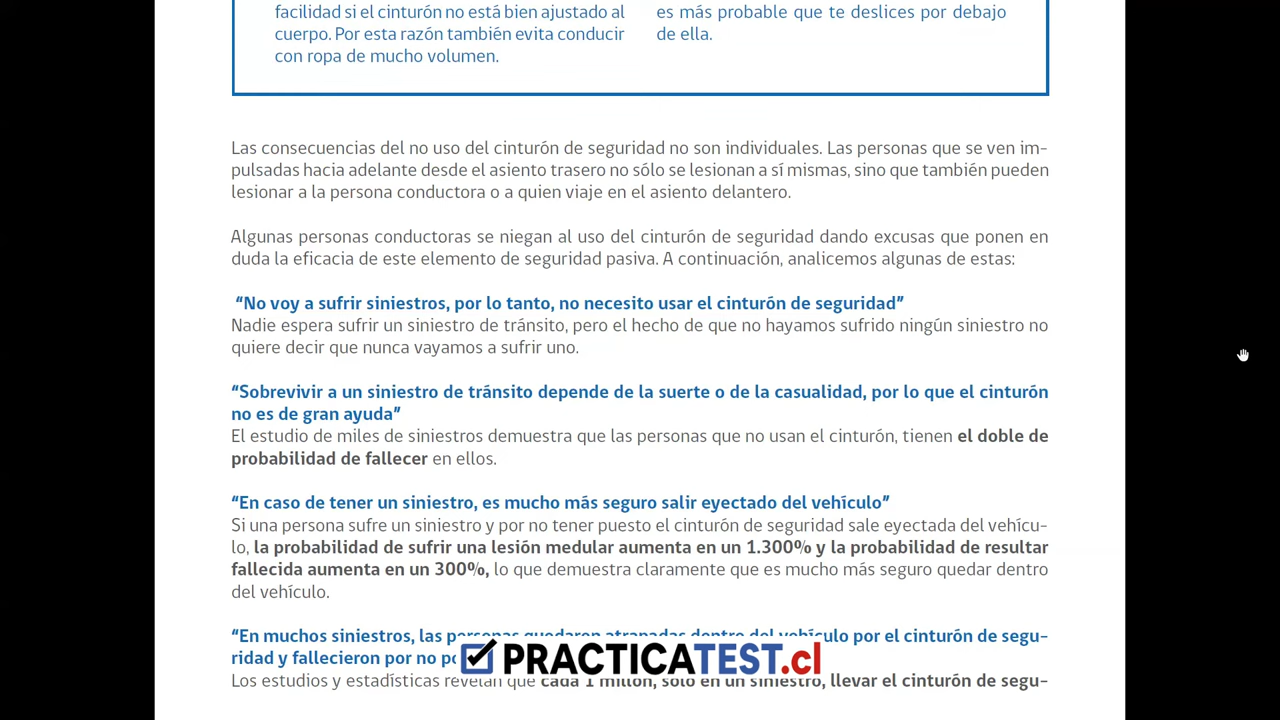 facilidad si el cinturón no está bien ajustado al
cuerpo. Por esta razón también evita conducir
con ropa de mucho volumen.
es más probable que te deslices por debajo
de ella.
Las consecuencias del no uso del cinturón de seguridad no son individuales. Las personas que se ven im-
pulsadas hacia adelante desde el asiento trasero no sólo se lesionan a sí mismas, sino que también pueden
lesionar a la persona conductora o a quien viaje en el asiento delantero.
Algunas personas conductoras se niegan al uso del cinturón de seguridad dando excusas que ponen en
duda la eficacia de este elemento de seguridad pasiva. A continuación, analicemos algunas de estas:
“No voy a sufrir siniestros, por lo tanto, no necesito usar el cinturón de seguridad”
Nadie espera sufrir un siniestro de tránsito, pero el hecho de que no hayamos sufrido ningún siniestro no
quiere decir que nunca vayamos a sufrir uno.
“Sobrevivir a un siniestro de tránsito depende de la suerte o de la casualidad, por lo que el cinturón
no es de gran ayuda”
El estudio de miles de siniestros demuestra que las personas que no usan el cinturón, tienen el doble de
probabilidad de fallecer en ellos.
“En caso de tener un siniestro, es mucho más seguro salir eyectado del vehículo”
Si una persona sufre un siniestro y por no tener puesto el cinturón de seguridad sale eyectada del vehícu-
lo, la probabilidad de sufrir una lesión medular aumenta en un 1.300% y la probabilidad de resultar
fallecida aumenta en un 300%, lo que demuestra claramente que es mucho más seguro quedar dentro
del vehículo.
“En muchos siniestros, las personas quedaron atrapadas dentro del vehículo por el cinturón de segu-
ridad y fallecieron por no
PRACTICATEST.cl
Los estudios y estadísticas revelan que cada 1 millón, sólo en un siniestro, llevar el cinturón de segu-